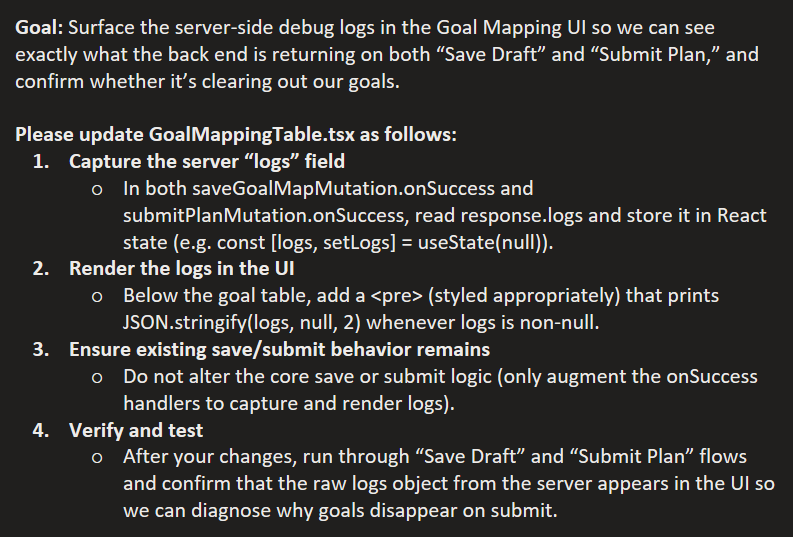 Goal: Surface the server-side debug logs in the Goal Mapping UI so we can see
exactly what the back end is returning on both “Save Draft” and “Submit Plan,” and
confirm whether it’s clearing out our goals.
Please update GoalMappingTable.tsx as follows:
1. Capture the server “logs” field
o In both saveGoalMapMutation.onSuccess and
submitPlanMutation.onSuccess, read response.logs and store it in React
state (e.g. const [logs, setLogs] = useState(null)).
2. Render the logs in the UI
o Below the goal table, add a <pre> (styled appropriately) that prints
JSON.stringify(logs, null, 2) whenever logs is non-null.
3. Ensure existing save/submit behavior remains
o Do not alter the core save or submit logic (only augment the onSuccess
handlers to capture and render logs).
4. Verify and test
o After your changes, run through “Save Draft” and “Submit Plan” flows
and confirm that the raw logs object from the server appears in the UI so
we can diagnose why goals disappear on submit.